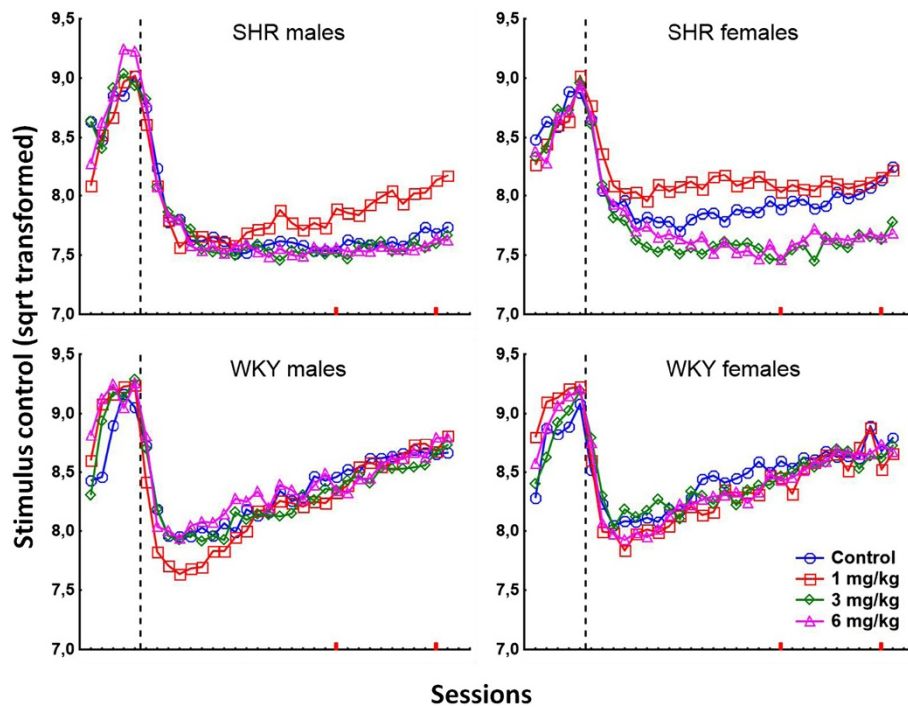 Stimulus control (sqrt transformed)
SHR males
9,5
9,0
8,5
8,0
7,5
7,0
SHR females
9,5
9,0
8,5
8,0
7,5
7,0
WKY males
9,5
9,0
8,5
8,0
7,5
7,0
WKY females
9,5
9,0
8,5
8,0
7,5
7,0
Control
1 mg/kg
3 mg/kg
6 mg/kg
Sessions